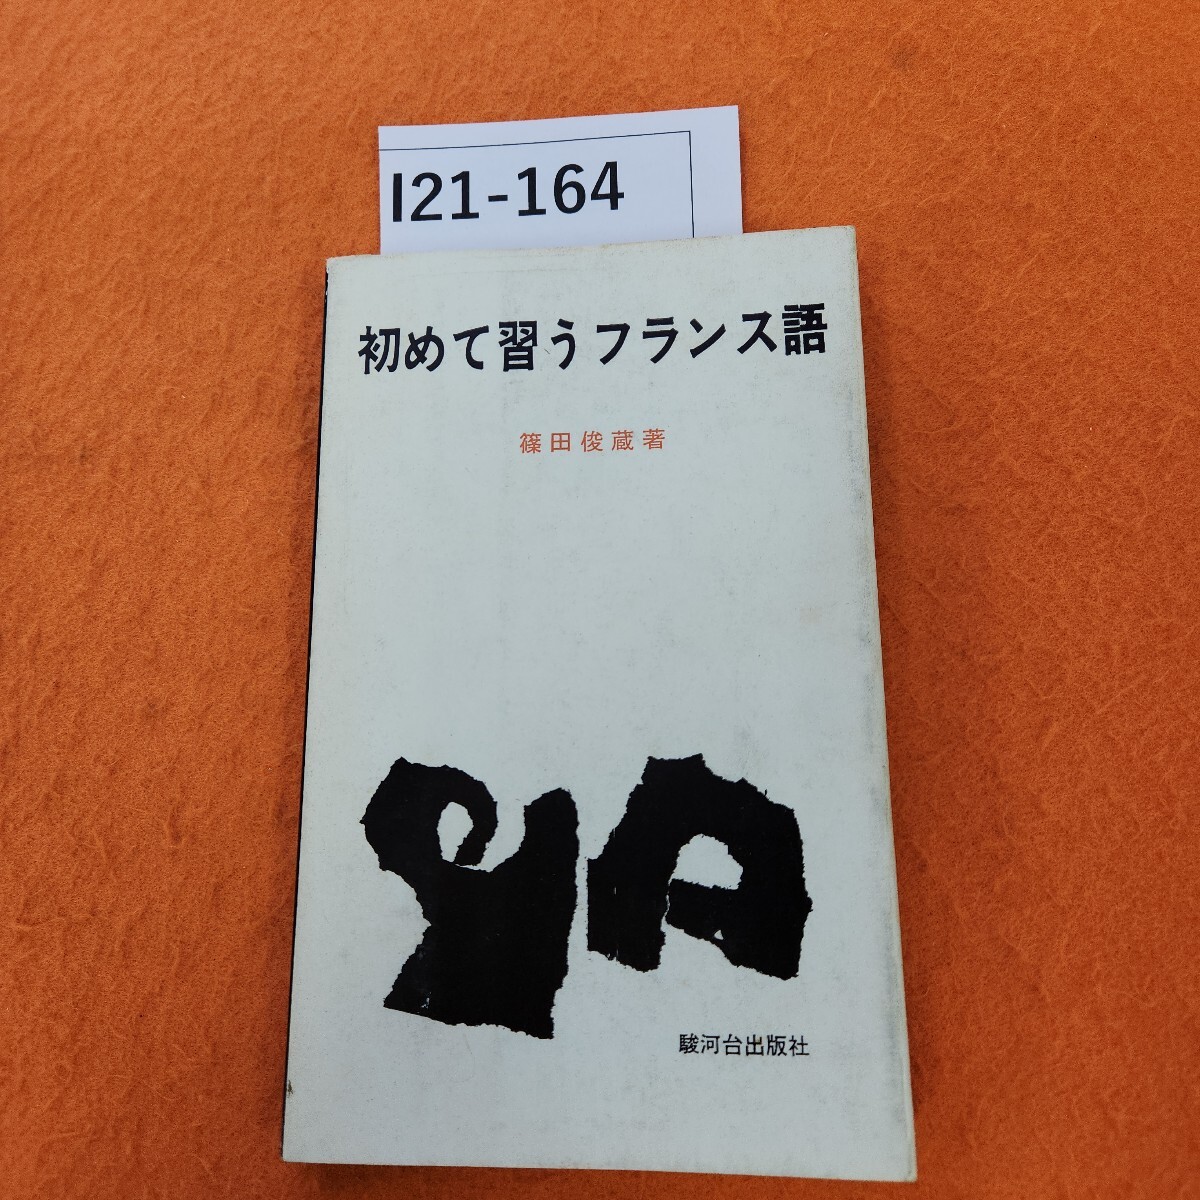 I21-164
初めて習うフランス語
篠田俊蔵著
駿河台出版社